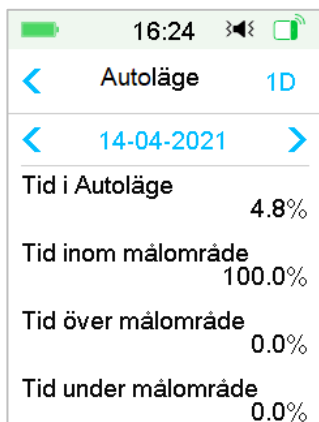 16:24
Autoläge 1D
14-04-2021
Tid i Autoläge
4.8%
Tid inom målområde
100.0%
Tid över målområde
0.0%
Tid under målområde
0.0%